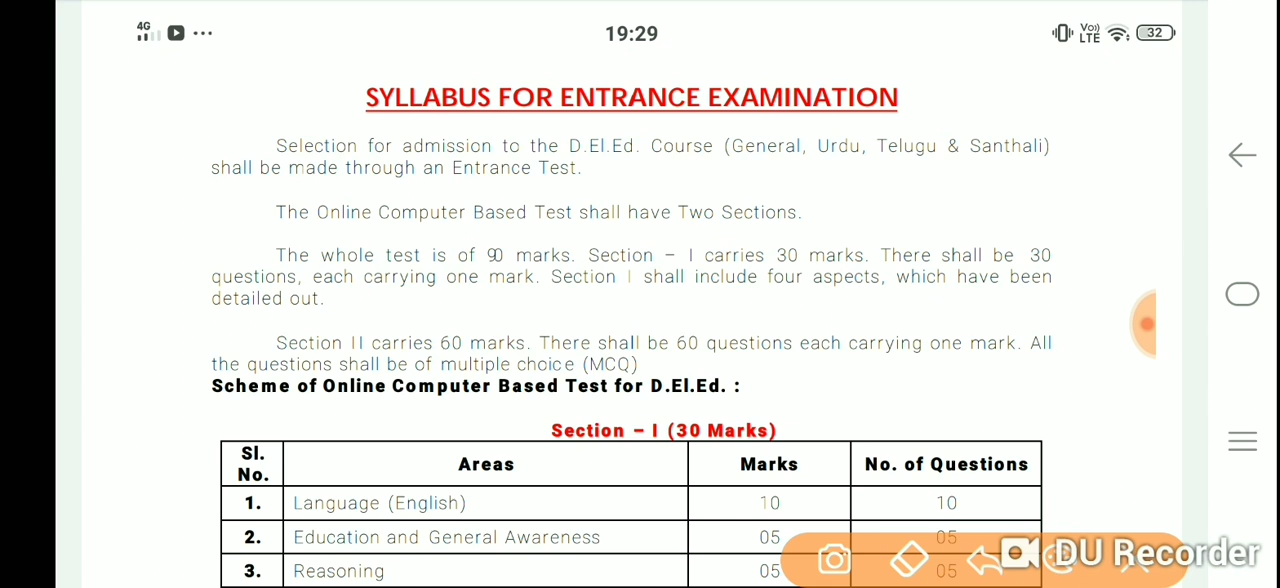 4G ... 19:29 Vo)) LTE 32
SYLLABUS FOR ENTRANCE EXAMINATION
Selection for admission to the D.El.Ed. Course (General, Urdu, Telugu & Santhali)
shall be made through an Entrance Test.
The Online Computer Based Test shall have Two Sections.
The whole test is of 90 marks. Section – I carries 30 marks. There shall be 30
questions, each carrying one mark. Section I shall include four aspects, which have been
detailed out.
Section II carries 60 marks. There shall be 60 questions each carrying one mark. All
the questions shall be of multiple choice (MCQ)
Scheme of Online Computer Based Test for D.El.Ed. :
Section – I (30 Marks)
Sl. No. Areas Marks No. of Questions
1. Language (English) 10 10
2. Education and General Awareness 05 05
3. Reasoning 05 05
DU Recorder